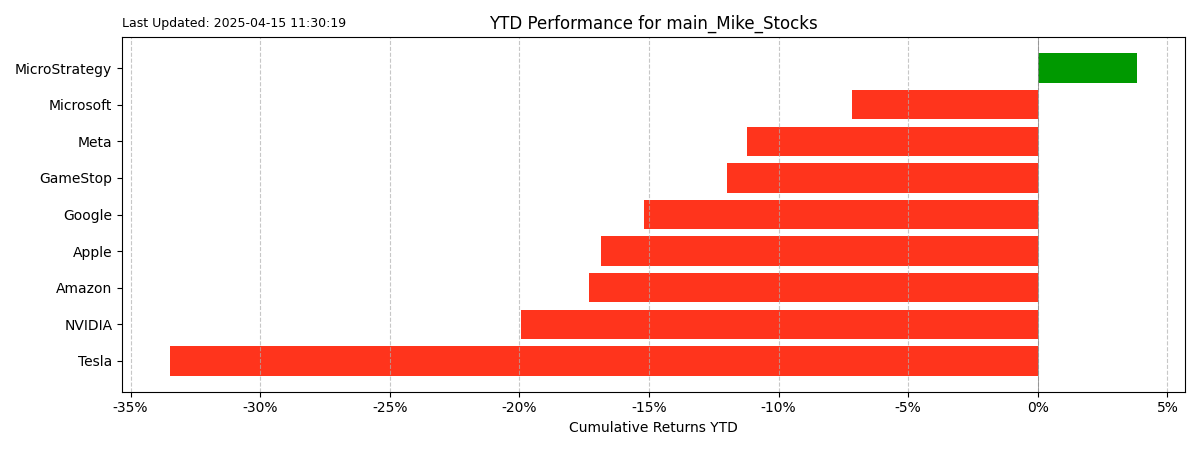 Last Updated: 2025-04-15 11:30:19
YTD Performance for main_Mike_Stocks
MicroStrategy
Microsoft
Meta
GameStop
Google
Apple
Amazon
NVIDIA
Tesla
-35% -30% -25% -20% -15% -10% -5% 0% 5%
Cumulative Returns YTD